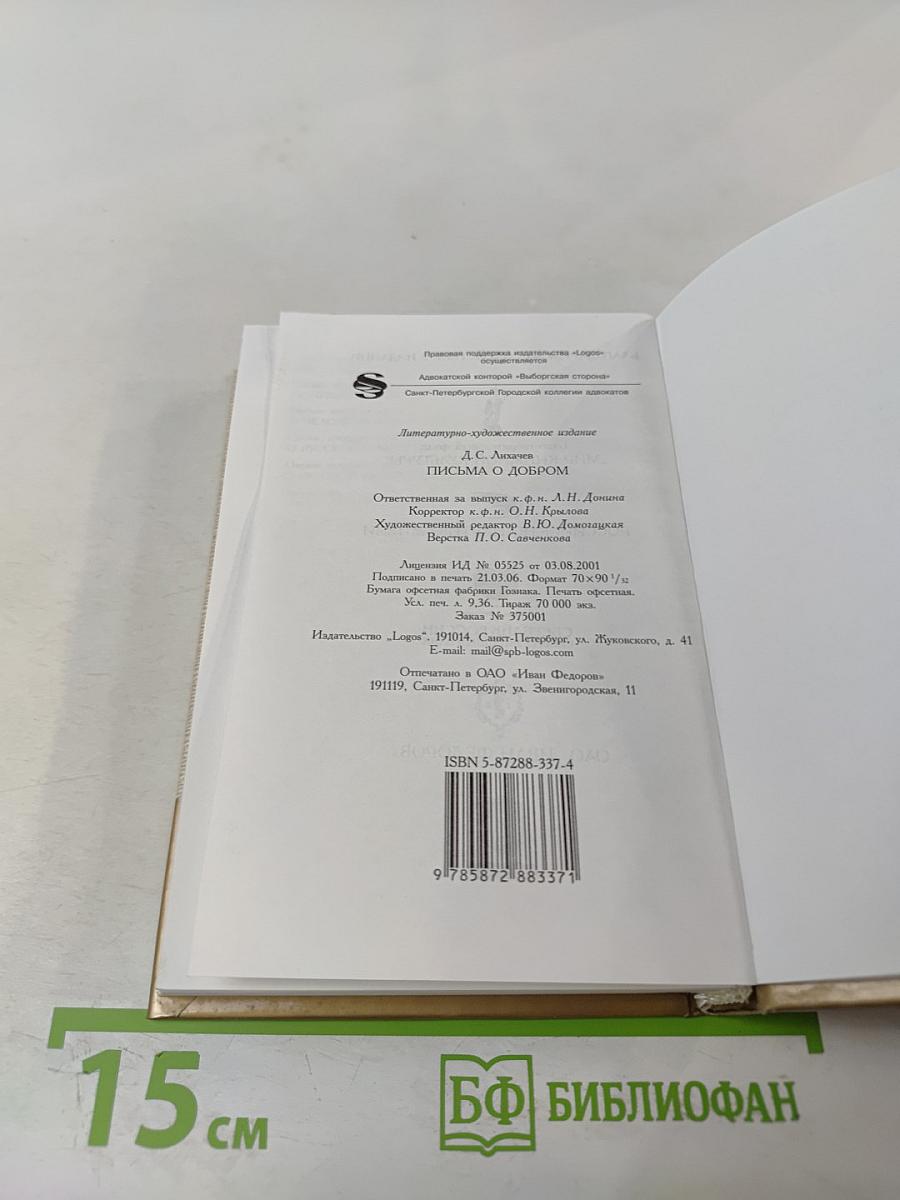 Правовая поддержка издательства «Logos»
осуществляется
Адвокатской конторой «Выборгская сторона»
Санкт-Петербургской Городской коллегии адвокатов
Литературно-художественное издание
Д. С. Лихачев
ПИСЬМА О ДОБРОМ
Ответственная за выпуск к. ф. н. Л. Н. Донина
Корректор к. ф. н. О. Н. Крылова
Художественный редактор В. Ю. Домогацкая
Верстка П. О. Савченкова
Лицензия ИД № 05525 от 03.08.2001
Подписано в печать 21.03.06. Формат 70×90 1/32
Бумага офсетная фабрики Гознака. Печать офсетная.
Усл. печ. л. 9,36. Тираж 70 000 экз.
Заказ № 375001
Издательство „Logos“. 191014, Санкт-Петербург, ул. Жуковского, д. 41
E-mail: mail@spb-logos.com
Отпечатано в ОАО «Иван Федоров»
191119, Санкт-Петербург, ул. Звенигородская, 11
ISBN 5-87288-337-4
9 785872 883371
15 см
БФ БИБЛИОФАН